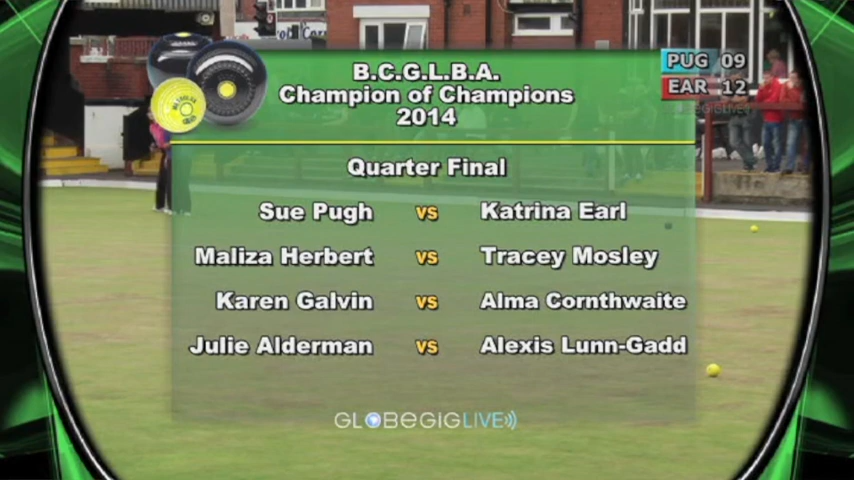 B.C.G.L.B.A.
Champion of Champions
2014
PUG 09
EAR 12
Quarter Final
Sue Pugh vs Katrina Earl
Maliza Herbert vs Tracey Mosley
Karen Galvin vs Alma Cornthwaite
Julie Alderman vs Alexis Lunn-Gadd
GLOBEGIGLIVE